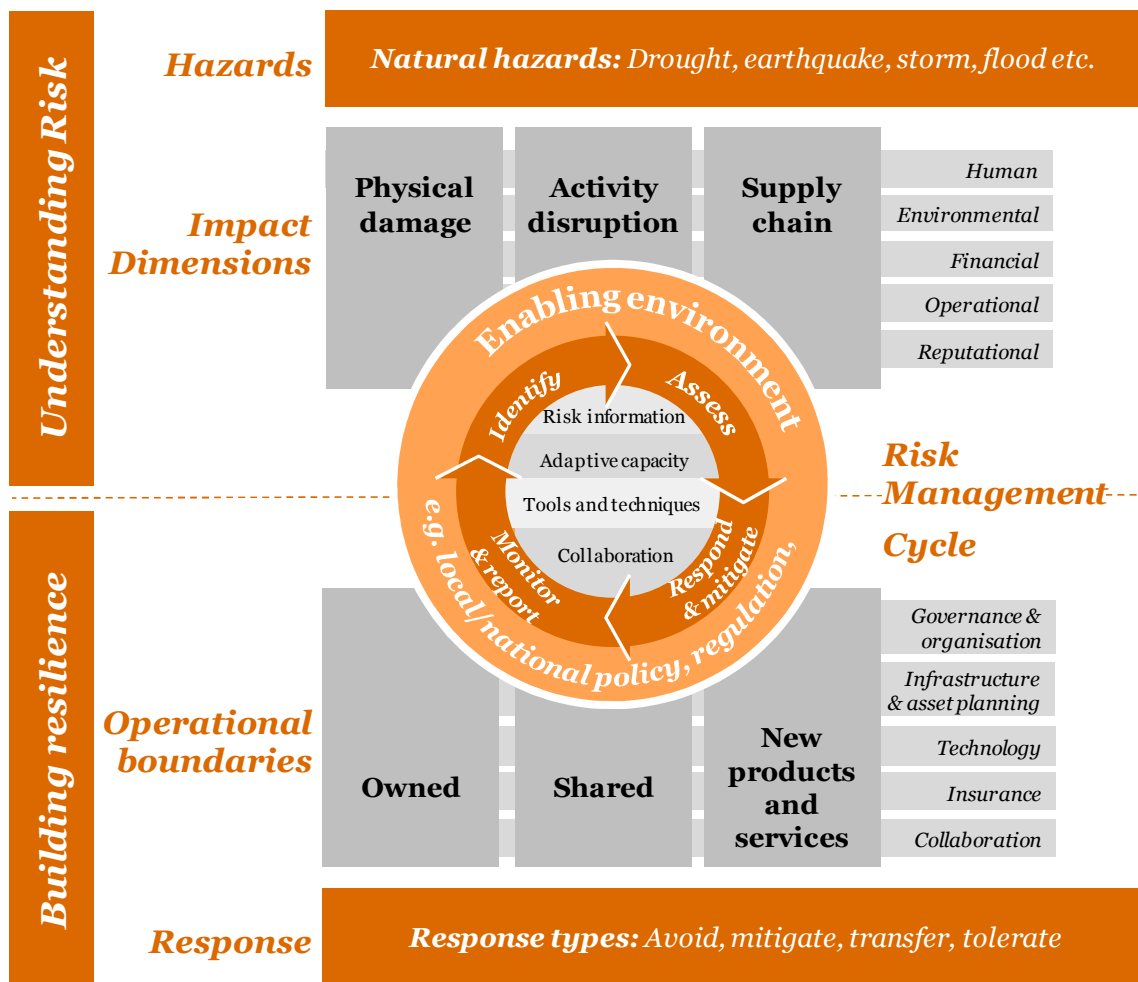 Understanding Risk
Hazards
Natural hazards: Drought, earthquake, storm, flood etc.
Impact
Dimensions
Physical
damage
Activity
disruption
Supply
chain
Human
Environmental
Financial
Operational
Reputational
Enabling environment
e.g. local/national policy, regulation,
Identify
Assess
Respond
& mitigate
Monitor
& report
Risk information
Adaptive capacity
Tools and techniques
Collaboration
Risk
Management
Cycle
Building resilience
Operational
boundaries
Owned
Shared
New
products
and
services
Governance &
organisation
Infrastructure
& asset planning
Technology
Insurance
Collaboration
Response
Response types: Avoid, mitigate, transfer, tolerate